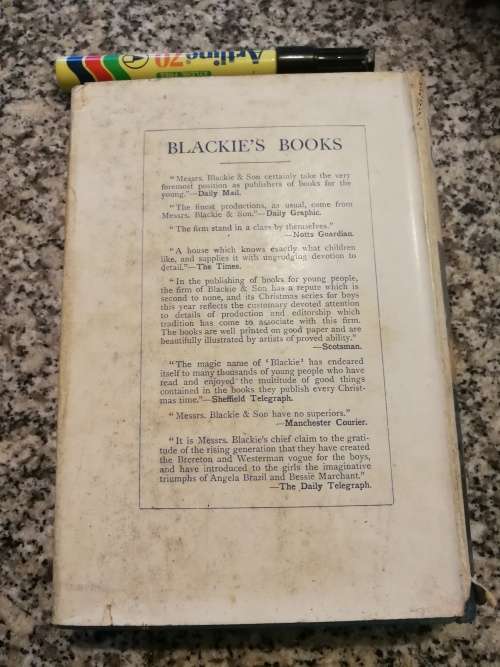 Artline 70
XYLENE FREE
BLACKIE'S BOOKS
"Messrs. Blackie & Son certainly take the very
foremost position as publishers of books for the
young."—Daily Mail.
"The finest productions, as usual, come from
Messrs. Blackie & Son."—Daily Graphic.
"The firm stand in a class by themselves."
—Notts Guardian.
"A house which knows exactly what children
like, and supplies it with ungrudging devotion to
detail."—The Times.
"In the publishing of books for young people,
the firm of Blackie & Son has a repute which is
second to none, and its Christmas series for boys
this year reflects the customary devoted attention
to details of production and editorship which
tradition has come to associate with this firm.
The books are well printed on good paper and are
beautifully illustrated by artists of proved ability."
—Scotsman.
"The magic name of 'Blackie' has endeared
itself to many thousands of young people who have
read and enjoyed the multitude of good things
contained in the books they publish every Christ-
mas time."—Sheffield Telegraph.
"Messrs. Blackie & Son have no superiors."
—Manchester Courier.
"It is Messrs. Blackie's chief claim to the grati-
tude of the rising generation that they have created
the Brereton and Westerman vogue for the boys,
and have introduced to the girls the imaginative
triumphs of Angela Brazil and Bessie Marchant."
—The Daily Telegraph.